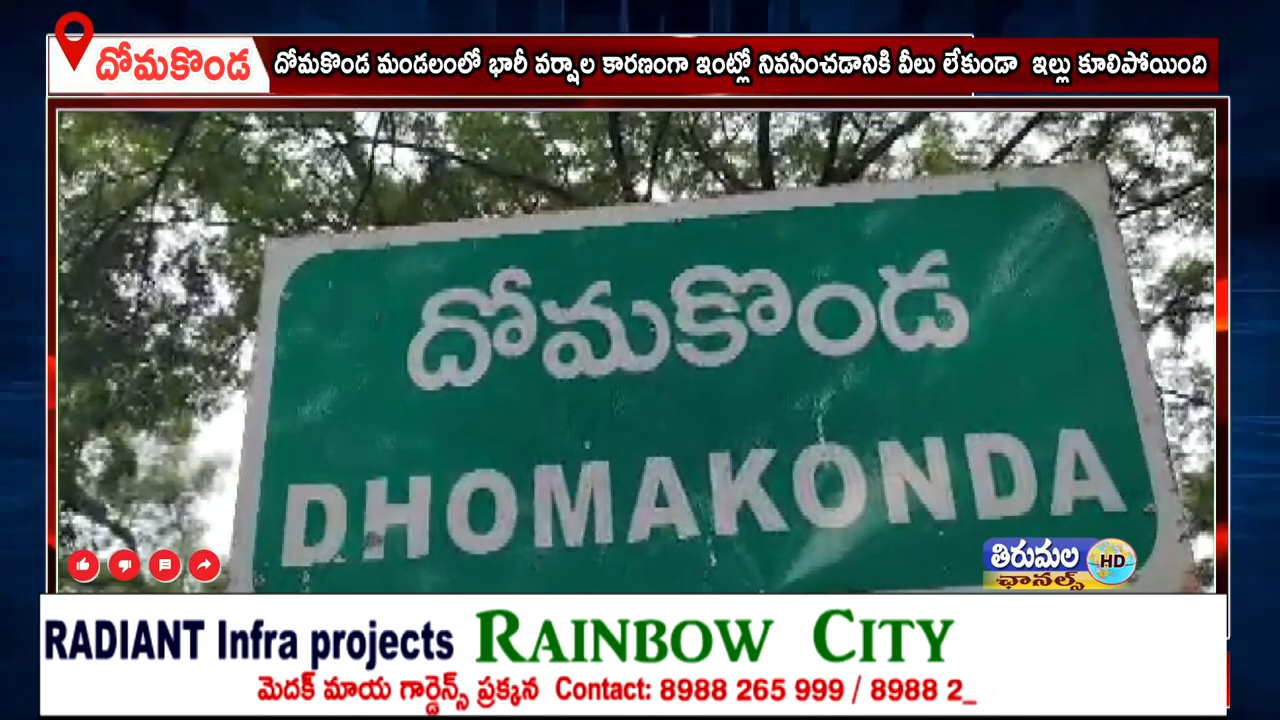 దోమకొండ
దోమకొండ మండలంలో భారీ వర్షాల కారణంగా ఇంట్లో నివసించడానికి వీలు లేకుండా ఇల్లు కూలిపోయింది
దోమకొండ
DHOMAKONDA
తిరుమల
ఛానల్స్
HD
RADIANT Infra projects RAINBOW CITY
మెదక్ మాయ గార్డెన్స్ ప్రక్కన Contact: 8988 265 999 / 8988 2_